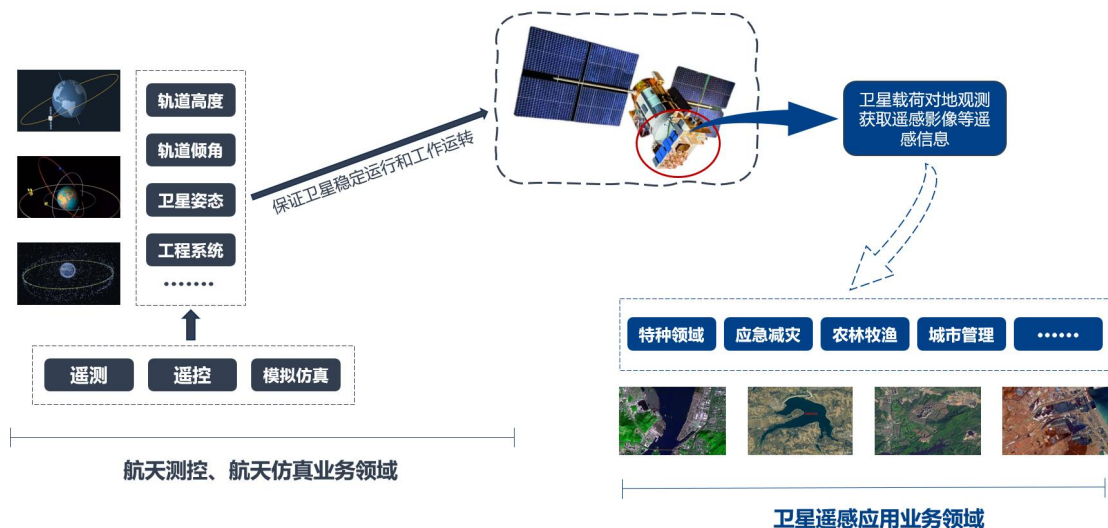 轨道高度
轨道倾角
卫星姿态
工程系统
•••••••
遥测
遥控
模拟仿真
航天测控、航天仿真业务领域
保证卫星稳定运行和工作运转
卫星载荷对地观测
获取遥感影像等遥
感信息
特种领域
应急减灾
农林牧渔
城市管理
••••••
卫星遥感应用业务领域